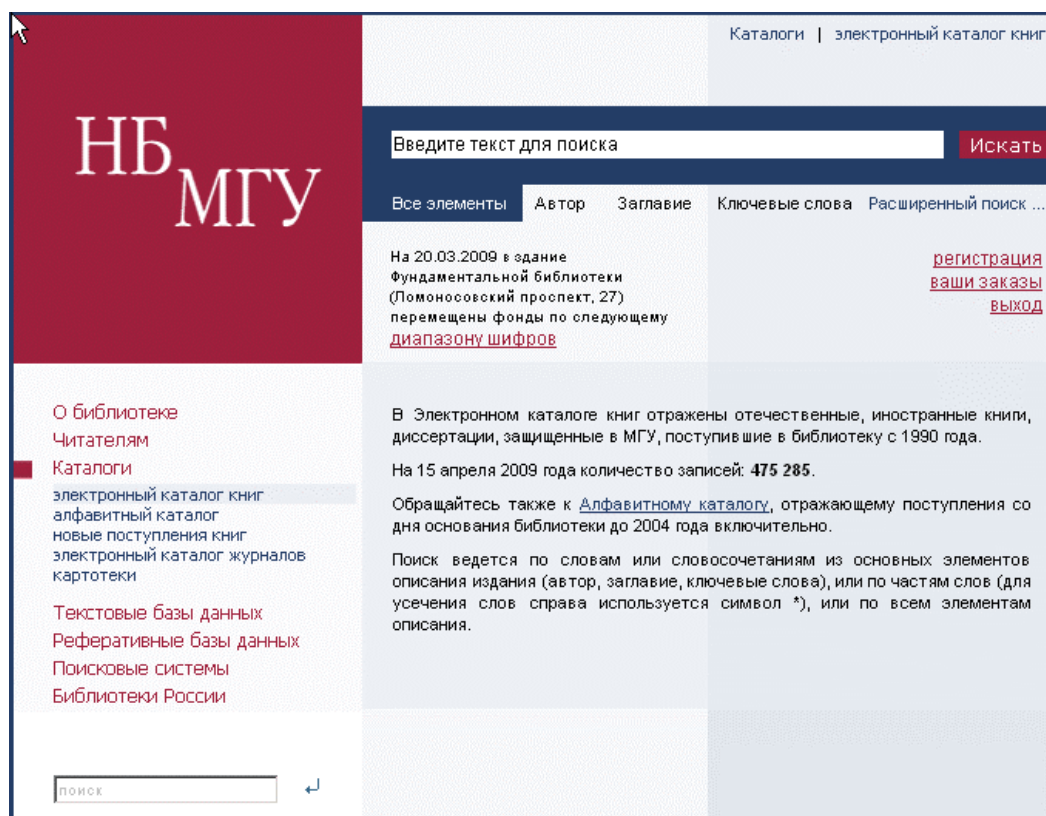 Каталоги | электронный каталог книг
НБ
МГУ
Введите текст для поиска
Искать
Все элементы Автор Заглавие Ключевые слова Расширенный поиск ...
На 20.03.2009 в здание
Фундаментальной библиотеки
(Ломоносовский проспект, 27)
перемещены фонды по следующему
диапазону шифров
регистрация
ваши заказы
выход
О библиотеке
Читателям
Каталоги
электронный каталог книг
алфавитный каталог
новые поступления книг
электронный каталог журналов
картотеки
Текстовые базы данных
Реферативные базы данных
Поисковые системы
Библиотеки России
поиск
В Электронном каталоге книг отражены отечественные, иностранные книги,
диссертации, защищенные в МГУ, поступившие в библиотеку с 1990 года.
На 15 апреля 2009 года количество записей: 475 285.
Обращайтесь также к Алфавитному каталогу, отражающему поступления со
дня основания библиотеки до 2004 года включительно.
Поиск ведется по словам или словосочетаниям из основных элементов
описания издания (автор, заглавие, ключевые слова), или по частям слов (для
усечения слов справа используется символ *), или по всем элементам
описания.